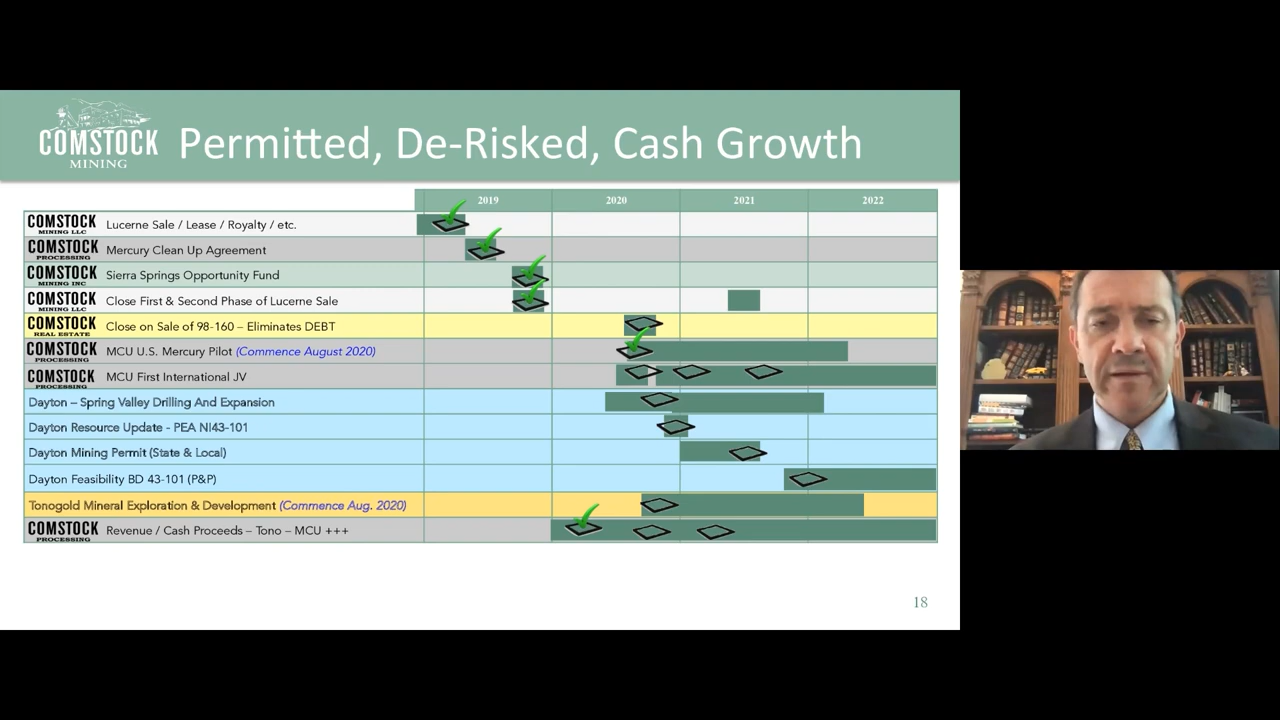 COMSTOCK
MINING
Permitted, De-Risked, Cash Growth
2019 2020 2021 2022
COMSTOCK MINING LLC Lucerne Sale / Lease / Royalty / etc.
COMSTOCK PROCESSING Mercury Clean Up Agreement
COMSTOCK MINING INC Sierra Springs Opportunity Fund
COMSTOCK MINING LLC Close First & Second Phase of Lucerne Sale
COMSTOCK REAL ESTATE Close on Sale of 98-160 – Eliminates DEBT
COMSTOCK PROCESSING MCU U.S. Mercury Pilot (Commence August 2020)
COMSTOCK PROCESSING MCU First International JV
Dayton – Spring Valley Drilling And Expansion
Dayton Resource Update - PEA NI43-101
Dayton Mining Permit (State & Local)
Dayton Feasibility BD 43-101 (P&P)
Tonogold Mineral Exploration & Development (Commence Aug. 2020)
COMSTOCK PROCESSING Revenue / Cash Proceeds – Tono – MCU +++
18